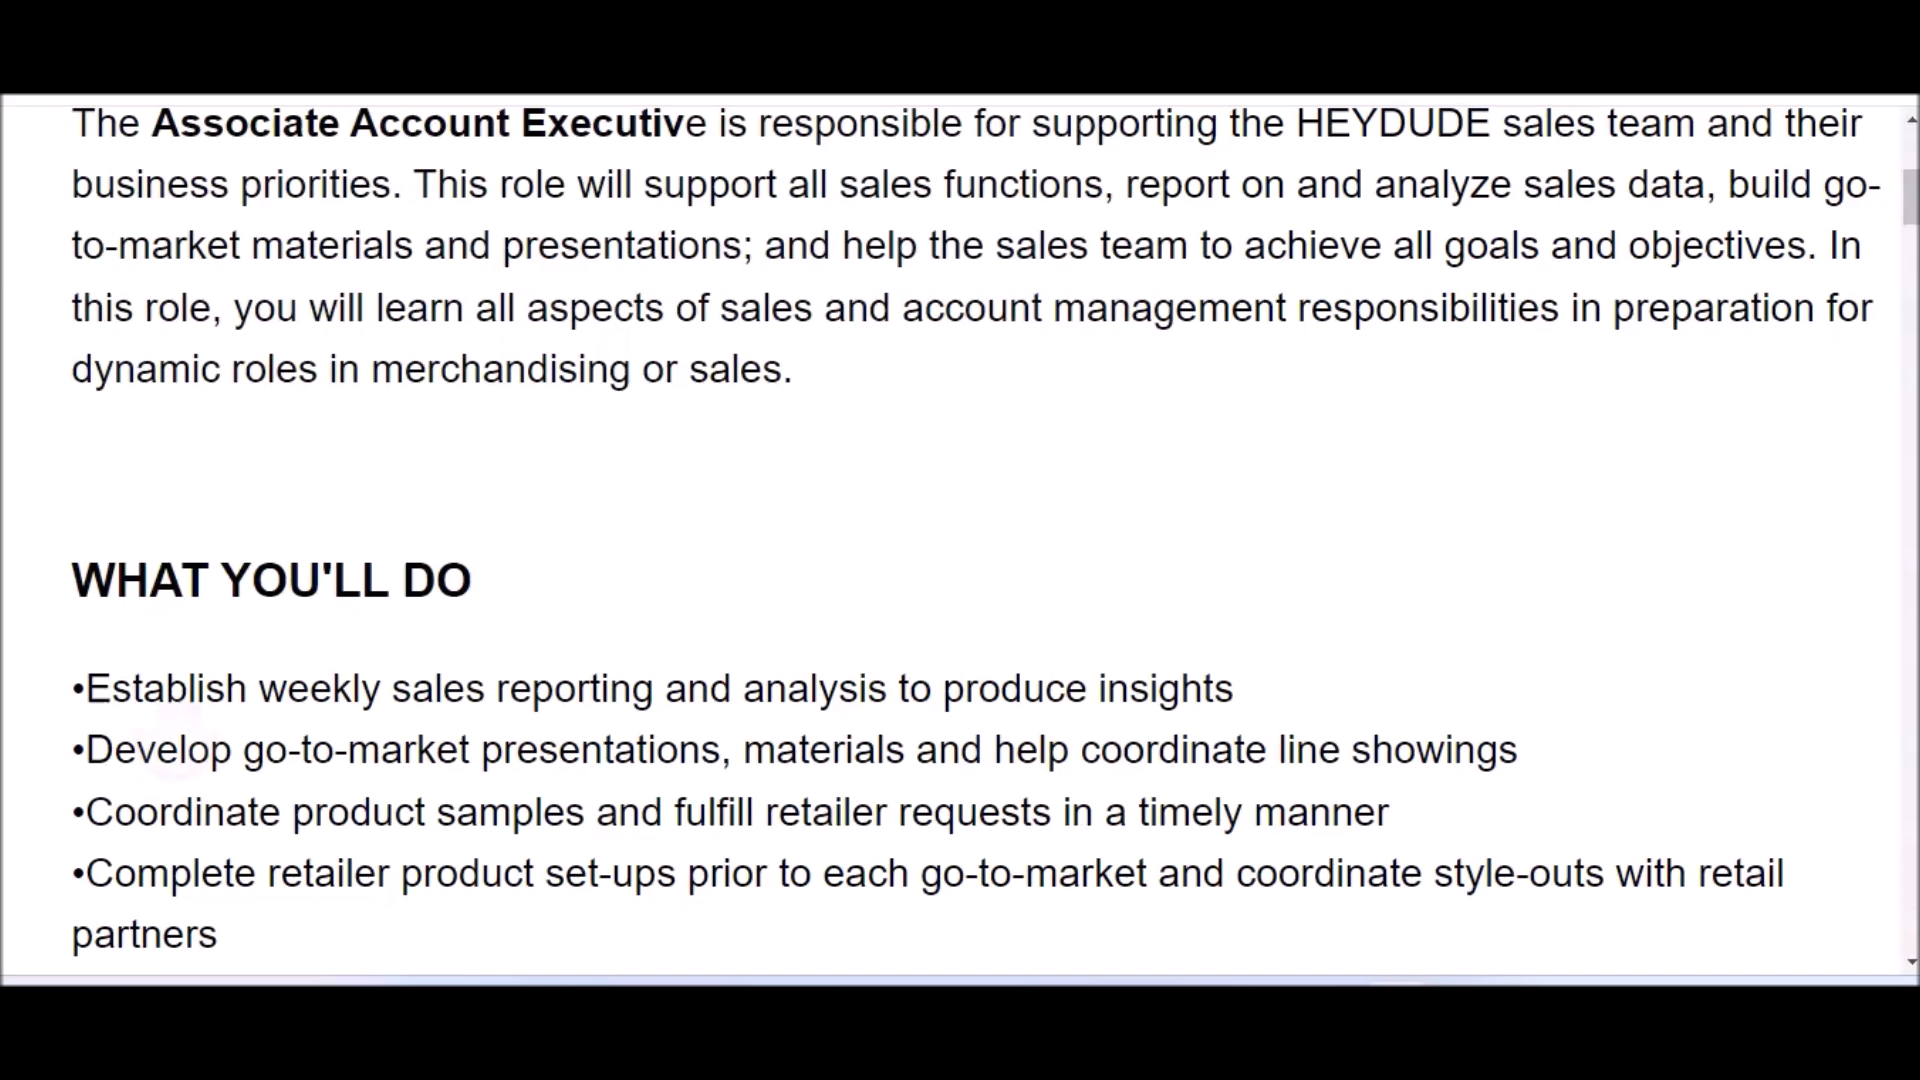 The Associate Account Executive is responsible for supporting the HEYDUDE sales team and their
business priorities. This role will support all sales functions, report on and analyze sales data, build go-
to-market materials and presentations; and help the sales team to achieve all goals and objectives. In
this role, you will learn all aspects of sales and account management responsibilities in preparation for
dynamic roles in merchandising or sales.
WHAT YOU'LL DO
•Establish weekly sales reporting and analysis to produce insights
•Develop go-to-market presentations, materials and help coordinate line showings
•Coordinate product samples and fulfill retailer requests in a timely manner
•Complete retailer product set-ups prior to each go-to-market and coordinate style-outs with retail
partners